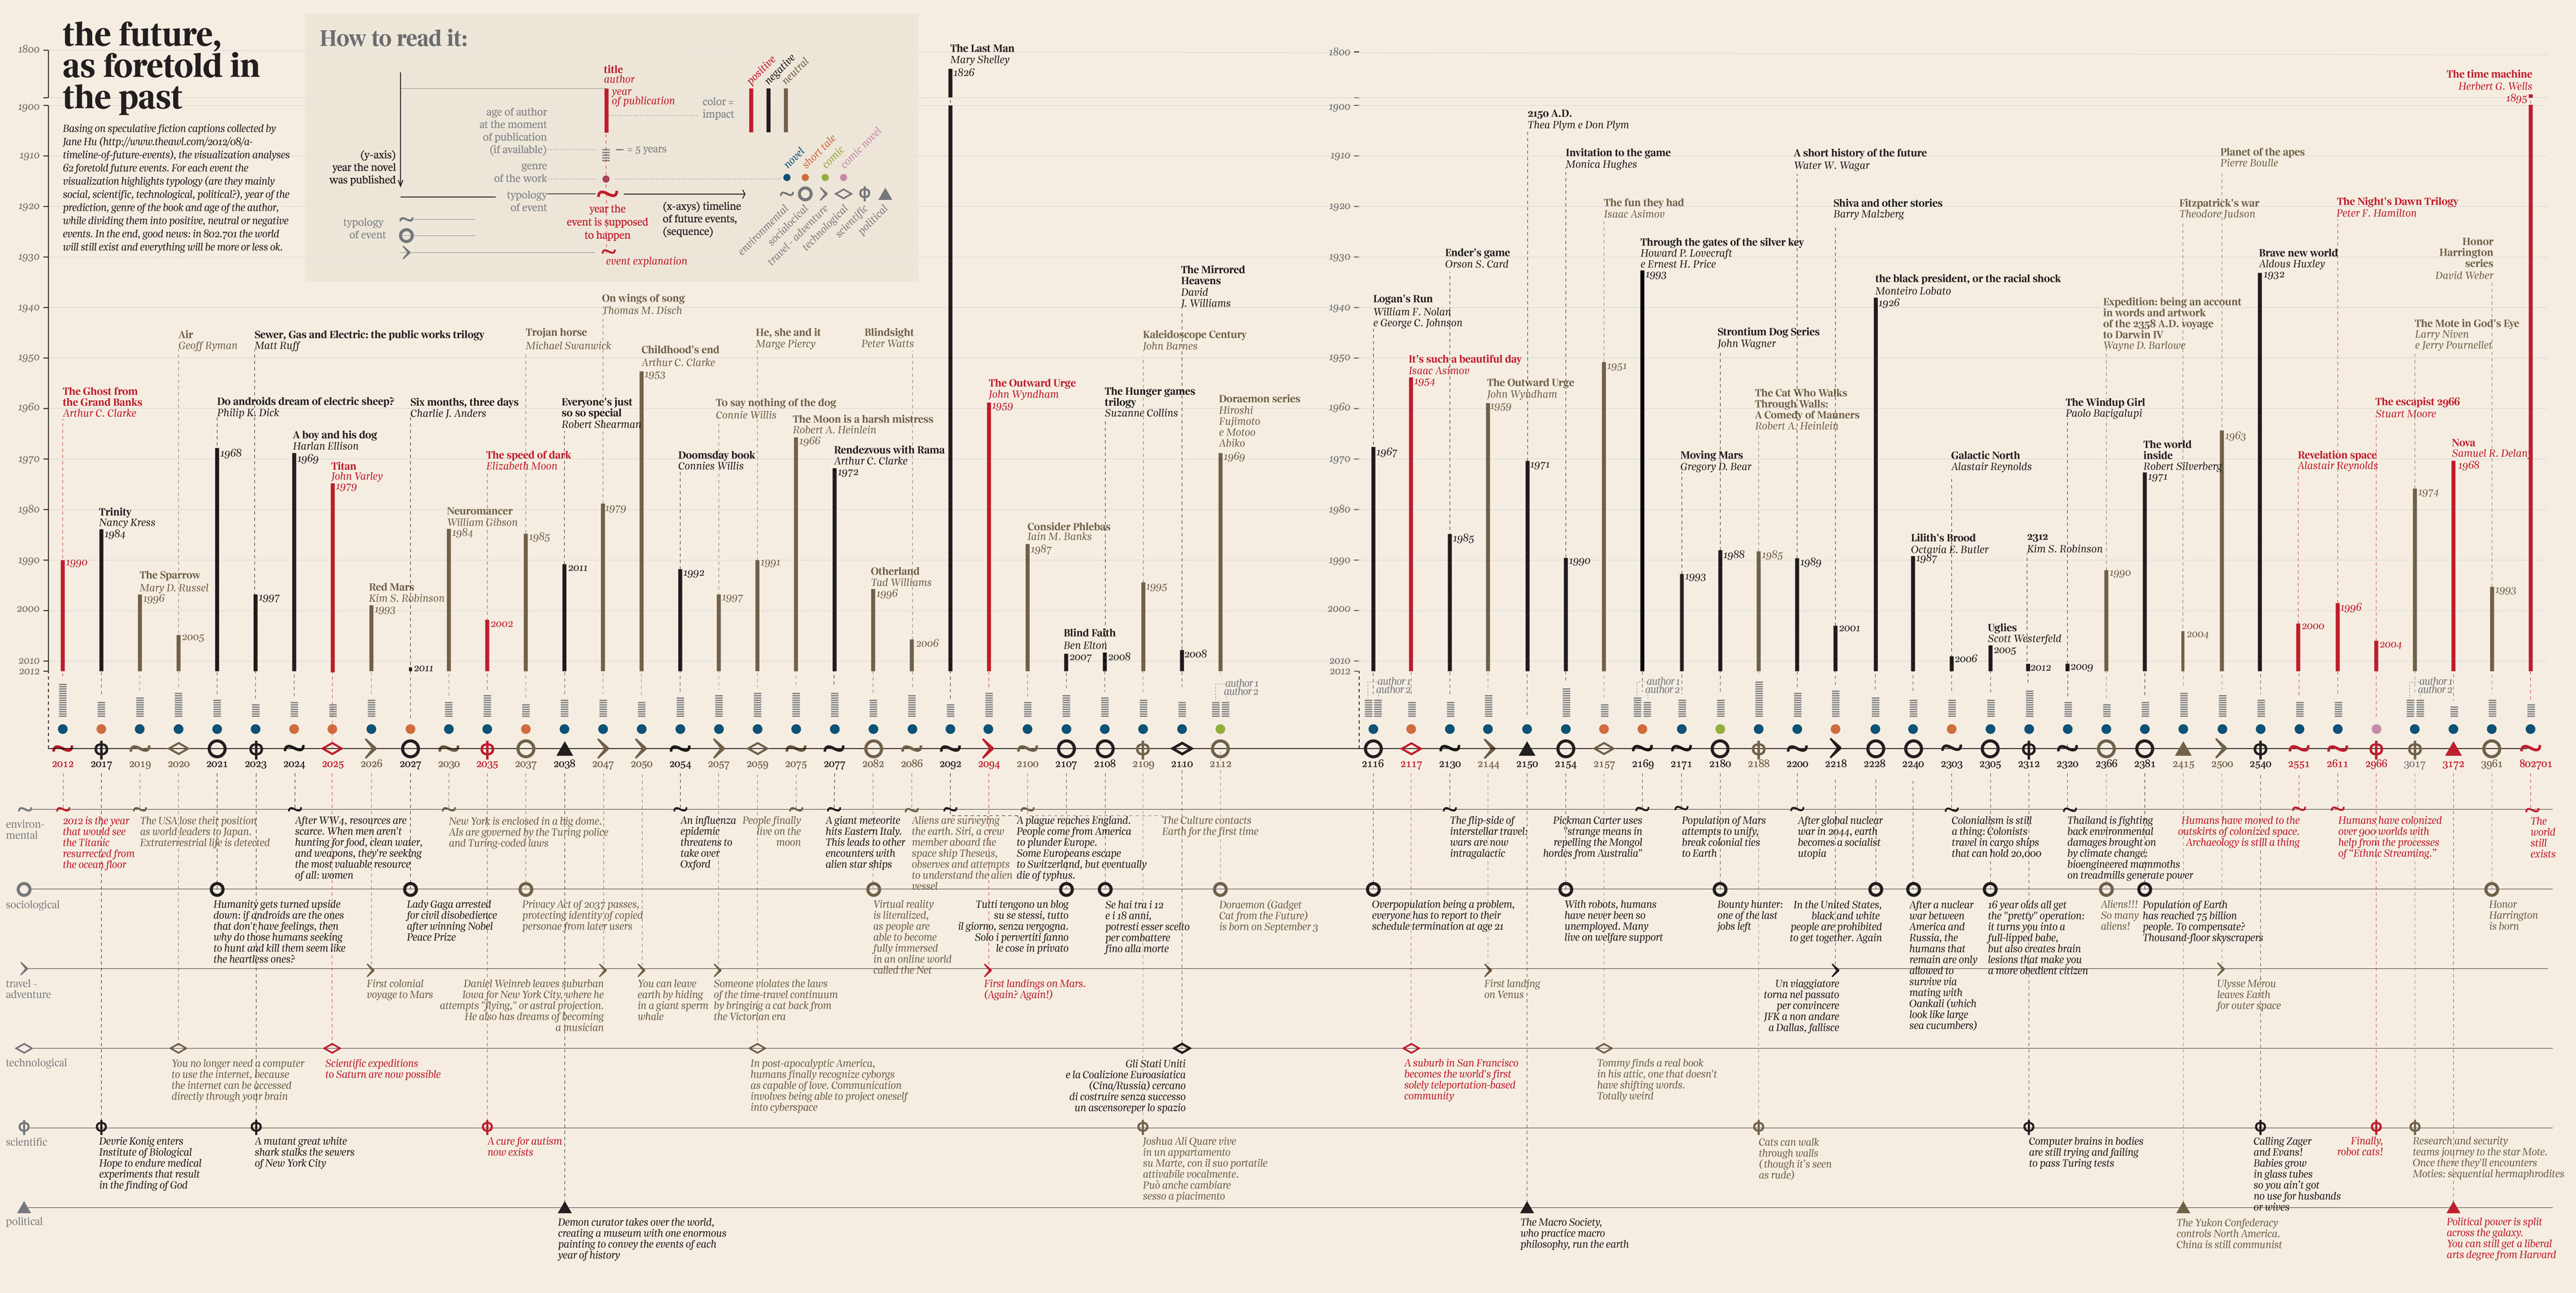 the future,
as foretold in
the past
Basing on speculative fiction captions collected by
Jane Hu (http://www.theawl.com/2012/08/a-
timeline-of-future-events), the visualization analyses
62 foretold future events. For each event the
visualization highlights typology (are they mainly
social, scientific, technological, political?), year of the
prediction, genre of the book and age of the author,
while dividing them into positive, neutral or negative
events. In the end, good news: in 802.701 the world
will still exist and everything will be more or less ok.
How to read it:
(y-axis)
year the novel
was published
age of author
at the moment
of publication
(if available)
genre
of the work
typology
of event
typology
of event
title
author
year
of publication
= 5 years
color =
impact
positive
negative
neutral
novel
short tale
comic
comic novel
year the
event is supposed
to happen
event explanation
(x-axys) timeline
of future events,
(sequence)
environmental
sociological
travel - adventure
technological
scientific
political
1800
1900
1910
1920
1930
1940
1950
1960
1970
1980
1990
2000
2010
2012
The Ghost from
the Grand Banks
Arthur C. Clarke
1990
Trinity
Nancy Kress
1984
The Sparrow
Mary D. Russel
1996
Air
Geoff Ryman
2005
Do androids dream of electric sheep?
Philip K. Dick
1968
Sewer, Gas and Electric: the public works trilogy
Matt Ruff
1997
A boy and his dog
Harlan Ellison
1969
Titan
John Varley
1979
Red Mars
Kim S. Robinson
1993
Six months, three days
Charlie J. Anders
2011
Neuromancer
William Gibson
1984
The speed of dark
Elizabeth Moon
2002
Trojan horse
Michael Swanwick
1985
Everyone's just
so so special
Robert Shearman
2011
On wings of song
Thomas M. Disch
1979
Childhood's end
Arthur C. Clarke
1953
Doomsday book
Connies Willis
1992
To say nothing of the dog
Connie Willis
1997
He, she and it
Marge Piercy
1991
The Moon is a harsh mistress
Robert A. Heinlein
1966
Rendezvous with Rama
Arthur C. Clarke
1972
Otherland
Tad Williams
1996
Blindsight
Peter Watts
2006
The Last Man
Mary Shelley
1826
The Outward Urge
John Wyndham
1959
Consider Phlebas
Iain M. Banks
1987
Blind Faith
Ben Elton
2007
The Hunger games
trilogy
Suzanne Collins
2008
Kaleidoscope Century
John Barnes
1995
The Mirrored
Heavens
David
J. Williams
2008
Doraemon series
Hiroshi
Fujimoto
e Motoo
Abiko
1969
author 1
author 2
1800
1900
1910
1920
1930
1940
1950
1960
1970
1980
1990
2000
2010
2012
Logan's Run
William F. Nolan
e George C. Johnson
1967
author 1
author 2
It's such a beautiful day
Isaac Asimov
1954
Ender's game
Orson S. Card
1985
The Outward Urge
John Wyndham
1959
2150 A.D.
Thea Plym e Don Plym
1971
Invitation to the game
Monica Hughes
1990
The fun they had
Isaac Asimov
1951
Through the gates of the silver key
Howard P. Lovecraft
e Ernest H. Price
1993
author 1
author 2
Moving Mars
Gregory D. Bear
1993
Strontium Dog Series
John Wagner
1988
The Cat Who Walks
Through Walls:
A Comedy of Manners
Robert A. Heinlein
1985
A short history of the future
Water W. Wagar
1989
Shiva and other stories
Barry Malzberg
2001
the black president, or the racial shock
Monteiro Lobato
1926
Lilith's Brood
Octavia E. Butler
1987
Galactic North
Alastair Reynolds
2006
Uglies
Scott Westerfeld
2005
2312
Kim S. Robinson
2012
The Windup Girl
Paolo Bacigalupi
2009
Expedition: being an account
in words and artwork
of the 2358 A.D. voyage
to Darwin IV
Wayne D. Barlowe
1990
The world
inside
Robert Silverberg
1971
Fitzpatrick's war
Theodore Judson
2004
Planet of the apes
Pierre Boulle
1963
Brave new world
Aldous Huxley
1932
Revelation space
Alastair Reynolds
2000
The Night's Dawn Trilogy
Peter F. Hamilton
1996
The escapist 2966
Stuart Moore
2004
The Mote in God's Eye
Larry Niven
e Jerry Pournellet
1974
author 1
author 2
Nova
Samuel R. Delany
1968
Honor
Harrington
series
David Weber
1993
The time machine
Herbert G. Wells
1895
2012 2017 2019 2020 2021 2023 2024 2025 2026 2027 2030 2035 2037 2038 2047 2050 2054 2057 2059 2075 2077 2082 2086 2092 2094 2100 2107 2108 2109 2110 2112
2116 2117 2130 2144 2150 2154 2157 2169 2171 2180 2188 2200 2218 2228 2240 2303 2305 2312 2320 2366 2381 2415 2500 2540 2551 2611 2966 3017 3172 3961 802701
environ-
mental
2012 is the year
that would see
the Titanic
resurrected from
the ocean floor
The USA lose their position
as world leaders to Japan.
Extraterrestrial life is detected
After WW4, resources are
scarce. When men aren't
hunting for food, clean water,
and weapons, they're seeking
the most valuable resource
of all: women
New York is enclosed in a big dome.
AIs are governed by the Turing police
and Turing-coded laws
An influenza
epidemic
threatens to
take over
Oxford
People finally
live on the
moon
A giant meteorite
hits Eastern Italy.
This leads to other
encounters with
alien star ships
Aliens are surveying
the earth. Siri, a crew
member aboard the
space ship Theseus,
observes and attempts
to understand the alien
vessel
A plague reaches England.
People come from America
to plunder Europe.
Some Europeans escape
to Switzerland, but eventually
die of typhus.
The Culture contacts
Earth for the first time
The flip-side of
interstellar travel:
wars are now
intragalactic
Pickman Carter uses
"strange means in
repelling the Mongol
hordes from Australia"
Population of Mars
attempts to unify,
break colonial ties
to Earth
After global nuclear
war in 2044, earth
becomes a socialist
utopia
Colonialism is still
a thing: Colonists
travel in cargo ships
that can hold 20,000
Thailand is fighting
back environmental
damages brought on
by climate change;
bioengineered mammoths
on treadmills generate power
Humans have moved to the
outskirts of colonized space.
Archaeology is still a thing
Humans have colonized
over 900 worlds with
help from the processes
of "Ethnic Streaming."
The
world
still
exists
sociological
Humanity gets turned upside
down: if androids are the ones
that don't have feelings, then
why do those humans seeking
to hunt and kill them seem like
the heartless ones?
Lady Gaga arrested
for civil disobedience
after winning Nobel
Peace Prize
Privacy Act of 2037 passes,
protecting identity of copied
personae from later users
Virtual reality
is literalized,
as people are
able to become
fully immersed
in an online world
called the Net
Tutti tengono un blog
su se stessi, tutto
il giorno, senza vergogna.
Solo i pervertiti fanno
le cose in privato
Se hai tra i 12
e i 18 anni,
potresti esser scelto
per combattere
fino alla morte
Doraemon (Gadget
Cat from the Future)
is born on September 3
Overpopulation being a problem,
everyone has to report to their
schedule termination at age 21
With robots, humans
have never been so
unemployed. Many
live on welfare support
Bounty hunter:
one of the last
jobs left
In the United States,
black and white
people are prohibited
to get together. Again
After a nuclear
war between
America and
Russia, the
humans that
remain are only
allowed to
survive via
mating with
Oankali (which
look like large
sea cucumbers)
16 year olds all get
the "pretty" operation:
it turns you into a
full-lipped babe,
but also creates brain
lesions that make you
a more obedient citizen
Aliens!!!
So many
aliens!
Population of Earth
has reached 75 billion
people. To compensate?
Thousand-floor skyscrapers
Honor
Harrington
is born
travel -
adventure
First colonial
voyage to Mars
Daniel Weinreb leaves suburban
Iowa for New York City, where he
attempts "flying," or astral projection.
He also has dreams of becoming
a musician
You can leave
earth by hiding
in a giant sperm
whale
Someone violates the laws
of the time-travel continuum
by bringing a cat back from
the Victorian era
First landings on Mars.
(Again? Again!)
First landing
on Venus
Un viaggiatore
torna nel passato
per convincere
JFK a non andare
a Dallas, fallisce
Ulysse Mérou
leaves Earth
for outer space
technological
You no longer need a computer
to use the internet, because
the internet can be accessed
directly through your brain
Scientific expeditions
to Saturn are now possible
In post-apocalyptic America,
humans finally recognize cyborgs
as capable of love. Communication
involves being able to project oneself
into cyberspace
Gli Stati Uniti
e la Coalizione Euroasiatica
(Cina/Russia) cercano
di costruire senza successo
un ascensoreper lo spazio
A suburb in San Francisco
becomes the world's first
solely teleportation-based
community
Tommy finds a real book
in his attic, one that doesn't
have shifting words.
Totally weird
scientific
Devrie Konig enters
Institute of Biological
Hope to endure medical
experiments that result
in the finding of God
A mutant great white
shark stalks the sewers
of New York City
A cure for autism
now exists
Joshua Ali Quare vive
in un appartamento
su Marte, con il suo portatile
attivabile vocalmente.
Può anche cambiare
sesso a piacimento
Cats can walk
through walls
(though it's seen
as rude)
Computer brains in bodies
are still trying and failing
to pass Turing tests
Calling Zager
and Evans!
Babies grow
in glass tubes
so you ain't got
no use for husbands
or wives
Finally,
robot cats!
Research and security
teams journey to the star Mote.
Once there they'll encounters
Moties: sequential hermaphrodites
political
Demon curator takes over the world,
creating a museum with one enormous
painting to convey the events of each
year of history
The Macro Society,
who practice macro
philosophy, run the earth
The Yukon Confederacy
controls North America.
China is still communist
Political power is split
across the galaxy.
You can still get a liberal
arts degree from Harvard